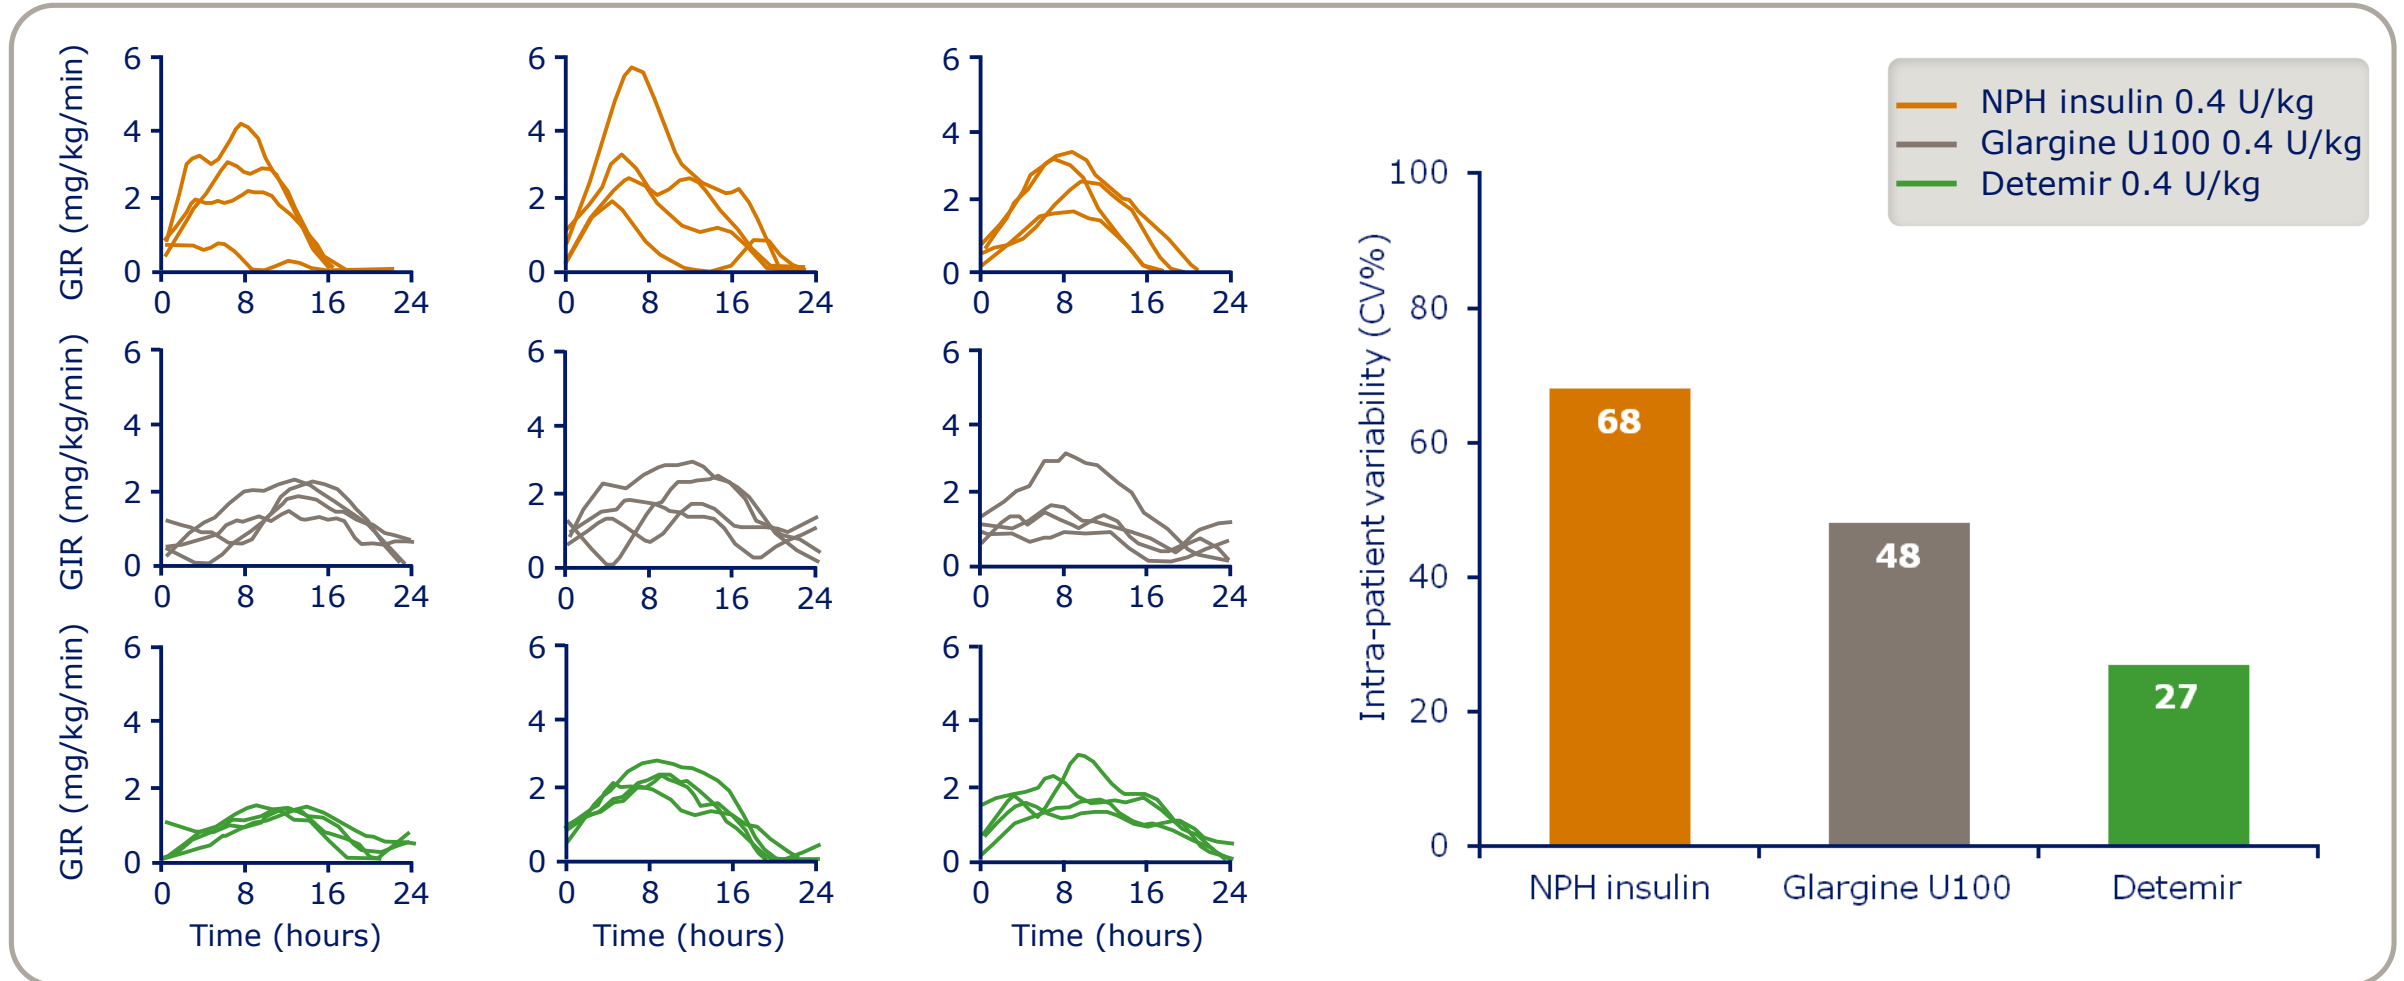 GIR (mg/kg/min)
6
4
2
0
0 8 16 24
6
4
2
0
0 8 16 24
6
4
2
0
0 8 16 24
GIR (mg/kg/min)
6
4
2
0
0 8 16 24
6
4
2
0
0 8 16 24
6
4
2
0
0 8 16 24
GIR (mg/kg/min)
6
4
2
0
0 8 16 24
Time (hours)
6
4
2
0
0 8 16 24
Time (hours)
6
4
2
0
0 8 16 24
Time (hours)
NPH insulin 0.4 U/kg
Glargine U100 0.4 U/kg
Detemir 0.4 U/kg
Intra-patient variability (CV%)
100
80
60
40
20
0
68
48
27
NPH insulin
Glargine U100
Detemir